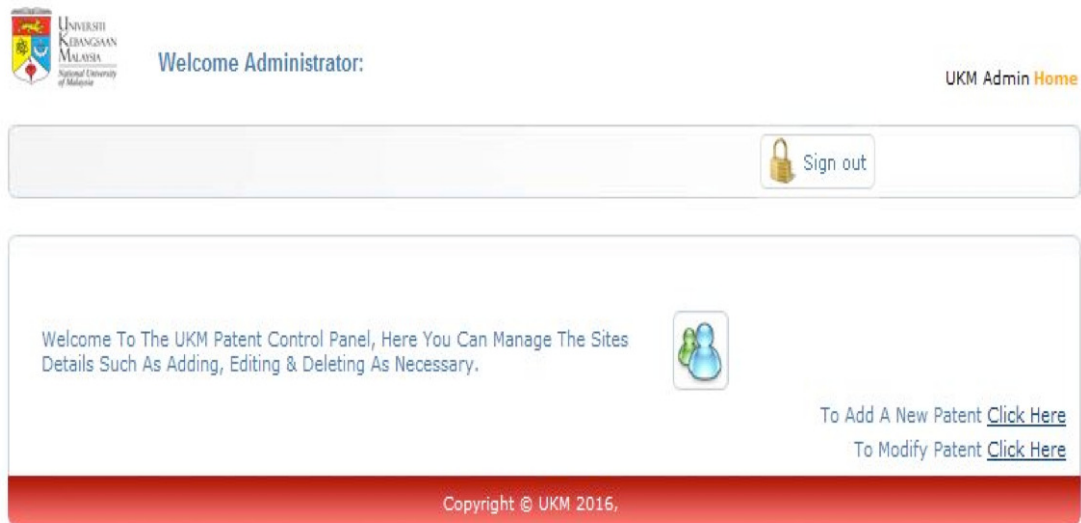 UNIVERSITI
KEBANGSAAN
MALAYSIA
National University
of Malaysia
Welcome Administrator:
UKM Admin Home
Sign out
Welcome To The UKM Patent Control Panel, Here You Can Manage The Sites
Details Such As Adding, Editing & Deleting As Necessary.
To Add A New Patent Click Here
To Modify Patent Click Here
Copyright © UKM 2016,